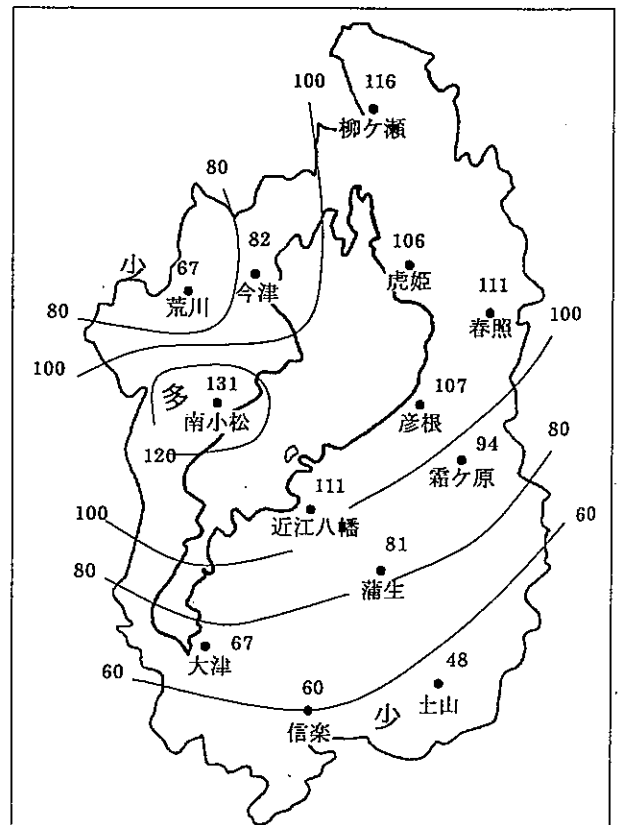 116
柳ケ瀬
100
80
小
67
荒川
82
今津
106
虎姫
111
春照
80
100
100
多
131
南小松
120
107
彦根
94
霜ケ原
80
111
近江八幡
100
60
80
81
蒲生
67
大津
60
60
信楽
少
48
土山